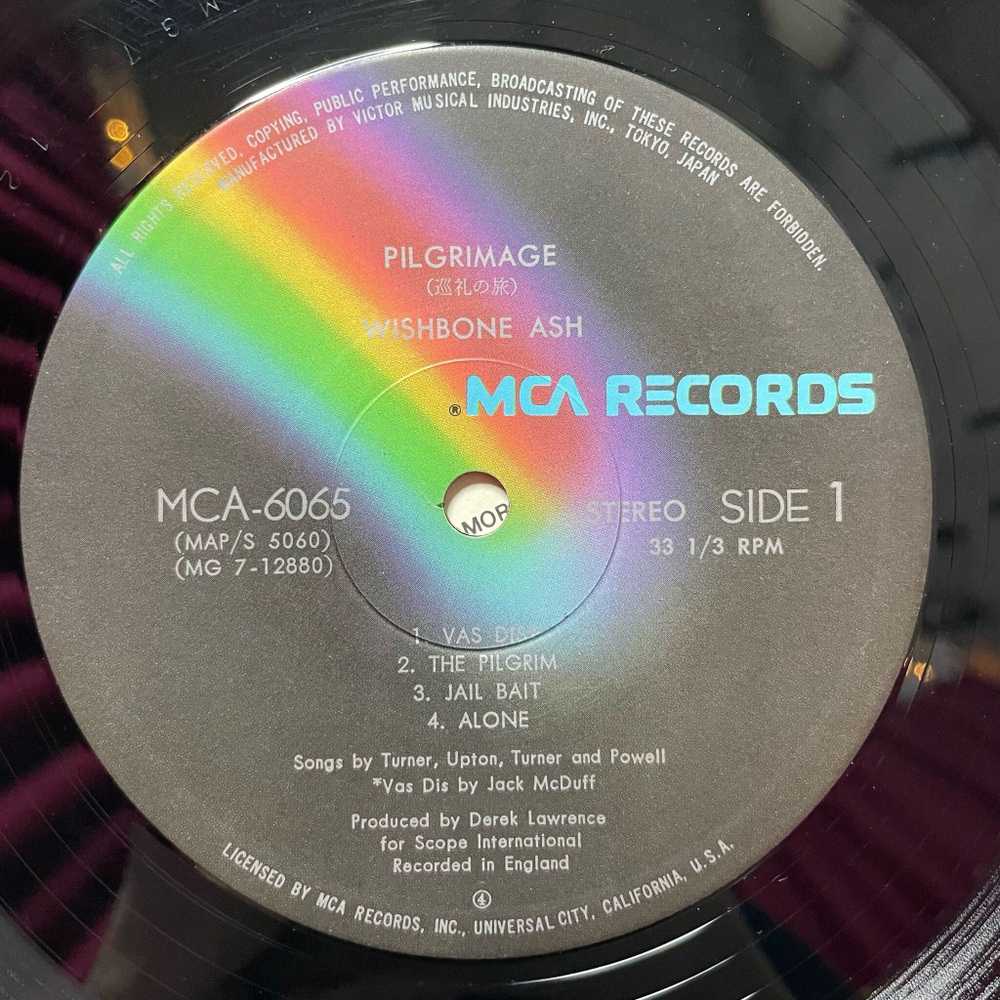 ALL RIGHTS RESERVED, COPYING, PUBLIC PERFORMANCE, BROADCASTING OF THESE RECORDS ARE FORBIDDEN.
MANUFACTURED BY VICTOR MUSICAL INDUSTRIES, INC., TOKYO, JAPAN
PILGRIMAGE
(巡礼の旅)
WISHBONE ASH
® MCA RECORDS
MCA-6065
(MAP/S 5060)
(MG 7-12880)
STEREO SIDE 1
33 1/3 RPM
MOR
1. VAS DIS*
2. THE PILGRIM
3. JAIL BAIT
4. ALONE
Songs by Turner, Upton, Turner and Powell
*Vas Dis by Jack McDuff
Produced by Derek Lawrence
for Scope International
Recorded in England
④
LICENSED BY MCA RECORDS, INC., UNIVERSAL CITY, CALIFORNIA, U.S.A.